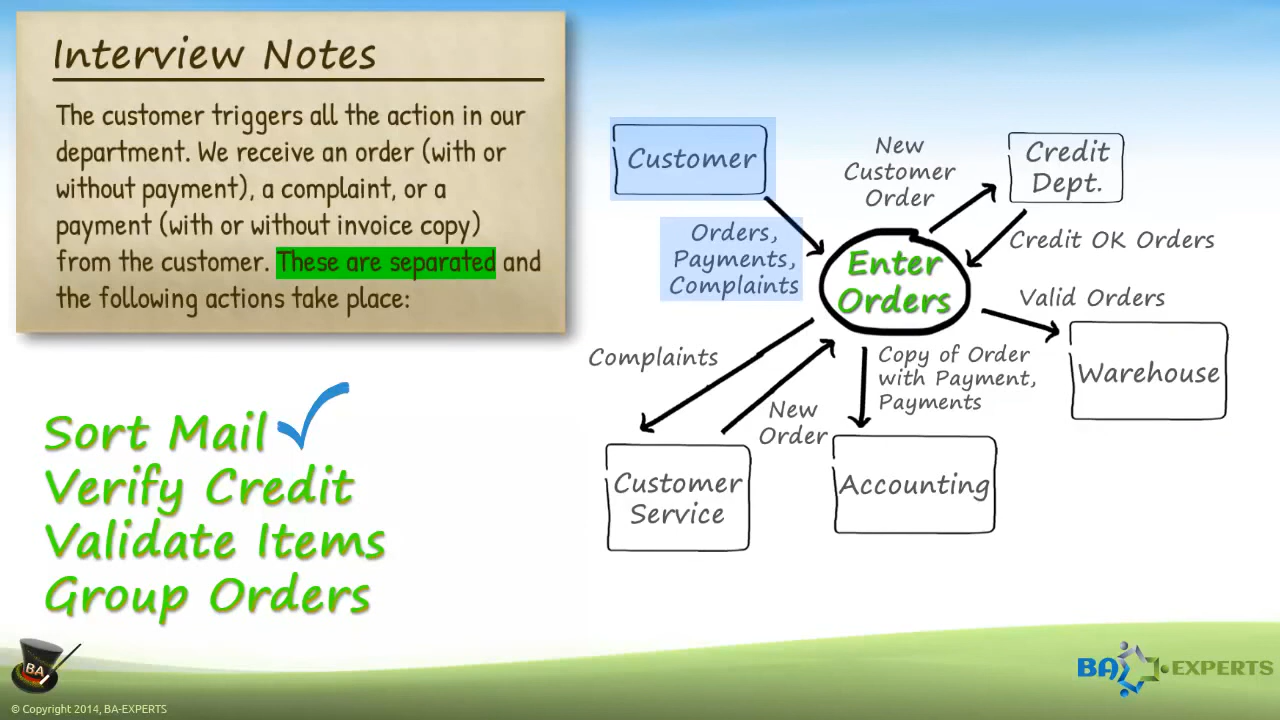 Interview Notes
The customer triggers all the action in our
department. We receive an order (with or
without payment), a complaint, or a
payment (with or without invoice copy)
from the customer. These are separated and
the following actions take place:
Sort Mail
Verify Credit
Validate Items
Group Orders
Customer
Orders,
Payments,
Complaints
New
Customer
Order
Credit
Dept.
Credit OK Orders
Enter
Orders
Valid Orders
Warehouse
Complaints
New
Order
Copy of Order
with Payment,
Payments
Customer
Service
Accounting
BA
© Copyright 2014, BA-EXPERTS
BA EXPERTS